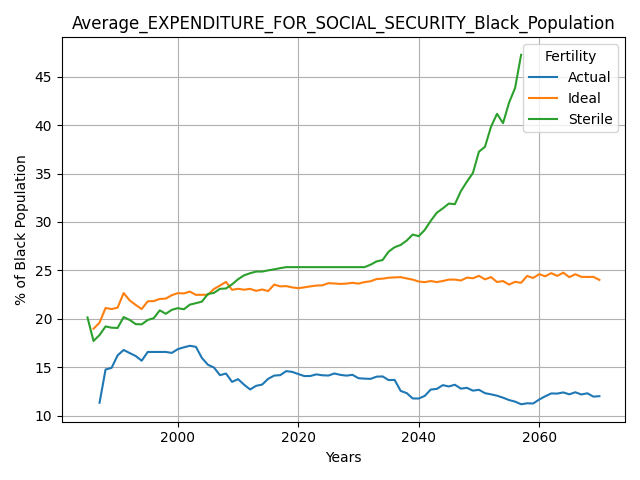 Average_EXPENDITURE_FOR_SOCIAL_SECURITY_Black_Population
Fertility
Actual
Ideal
Sterile
% of Black Population
45
40
35
30
25
20
15
10
2000
2020
2040
2060
Years